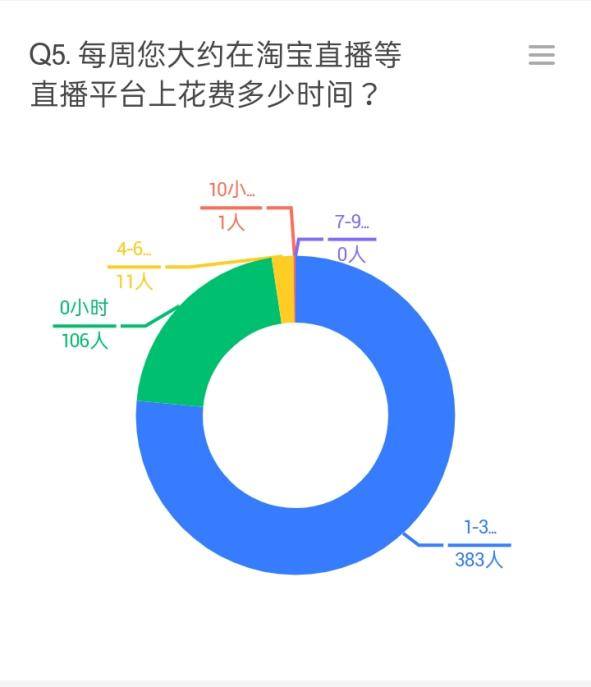 Q5. 每周您大约在淘宝直播等
直播平台上花费多少时间？
10小...
1人
7-9...
0人
4-6...
11人
0小时
106人
1-3...
383人